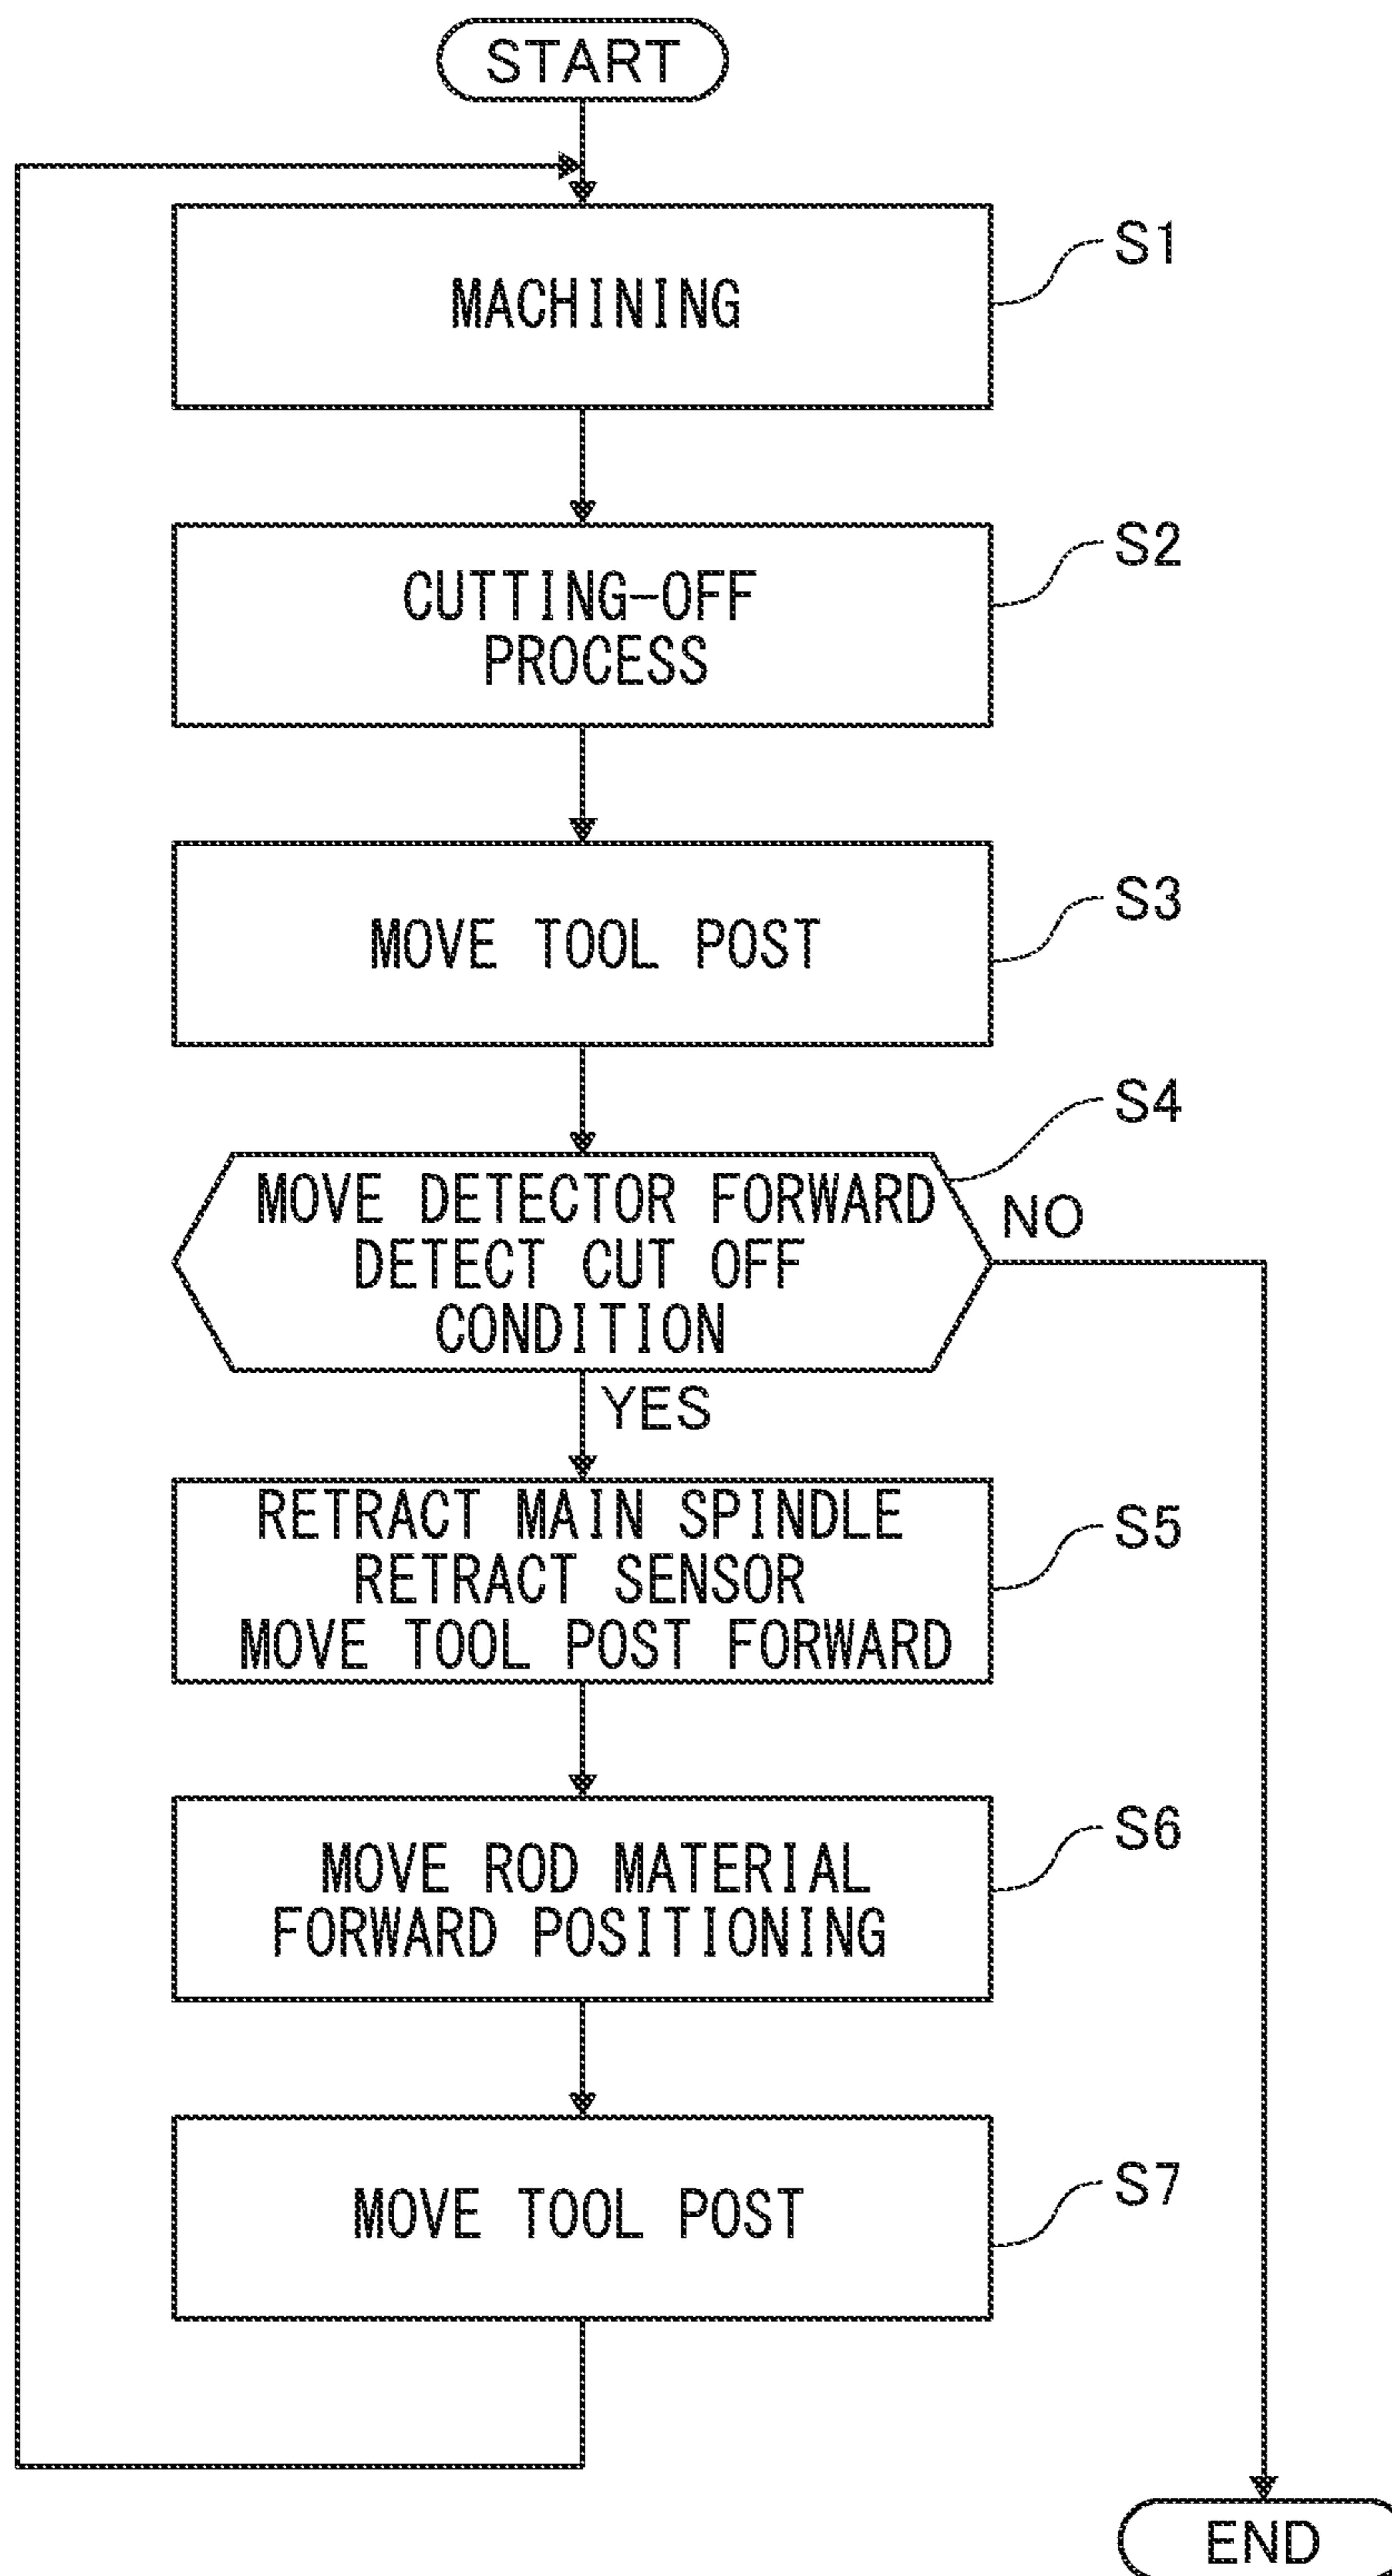 START
MACHINING
S1
CUTTING-OFF
PROCESS
S2
MOVE TOOL POST
S3
MOVE DETECTOR FORWARD
DETECT CUT OFF
CONDITION
S4
NO
YES
RETRACT MAIN SPINDLE
RETRACT SENSOR
MOVE TOOL POST FORWARD
S5
MOVE ROD MATERIAL
FORWARD POSITIONING
S6
MOVE TOOL POST
S7
END